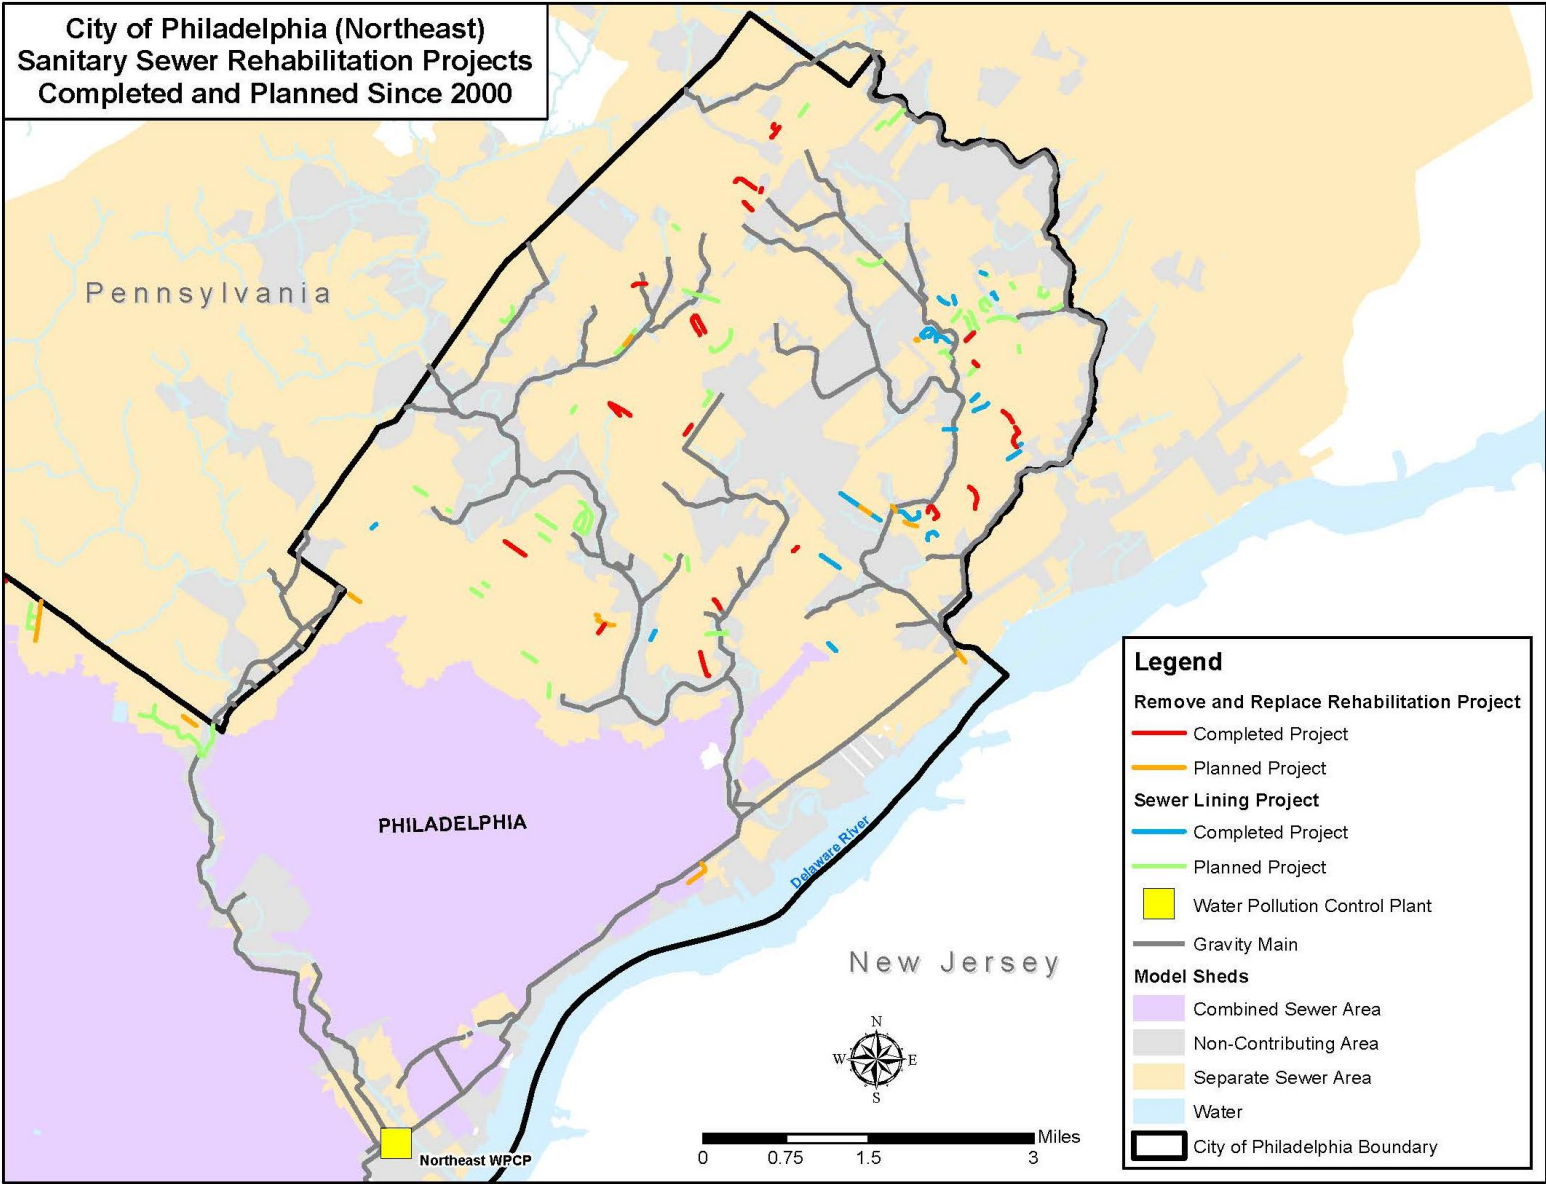 City of Philadelphia (Northeast)
Sanitary Sewer Rehabilitation Projects
Completed and Planned Since 2000
Pennsylvania
PHILADELPHIA
Delaware River
New Jersey
N
W
E
S
Miles
0
0.75
1.5
3
Northeast WPCP
Legend
Remove and Replace Rehabilitation Project
Completed Project
Planned Project
Sewer Lining Project
Completed Project
Planned Project
Water Pollution Control Plant
Gravity Main
Model Sheds
Combined Sewer Area
Non-Contributing Area
Separate Sewer Area
Water
City of Philadelphia Boundary